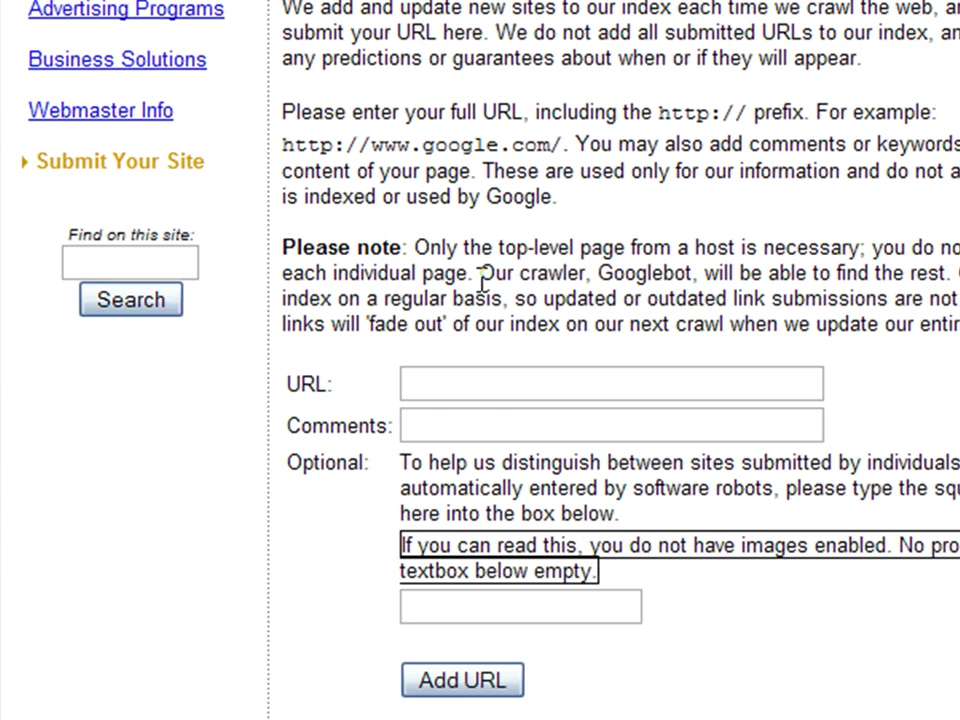 Advertising Programs
Business Solutions
Webmaster Info
Submit Your Site
Find on this site:
Search
We add and update new sites to our index each time we crawl the web, an
submit your URL here. We do not add all submitted URLs to our index, an
any predictions or guarantees about when or if they will appear.
Please enter your full URL, including the http:// prefix. For example:
http://www.google.com/. You may also add comments or keywords
content of your page. These are used only for our information and do not a
is indexed or used by Google.
Please note: Only the top-level page from a host is necessary; you do no
each individual page. Our crawler, Googlebot, will be able to find the rest.
index on a regular basis, so updated or outdated link submissions are not
links will 'fade out' of our index on our next crawl when we update our entir
URL:
Comments:
Optional:
To help us distinguish between sites submitted by individuals
automatically entered by software robots, please type the squ
here into the box below.
If you can read this, you do not have images enabled. No pro
textbox below empty.
Add URL